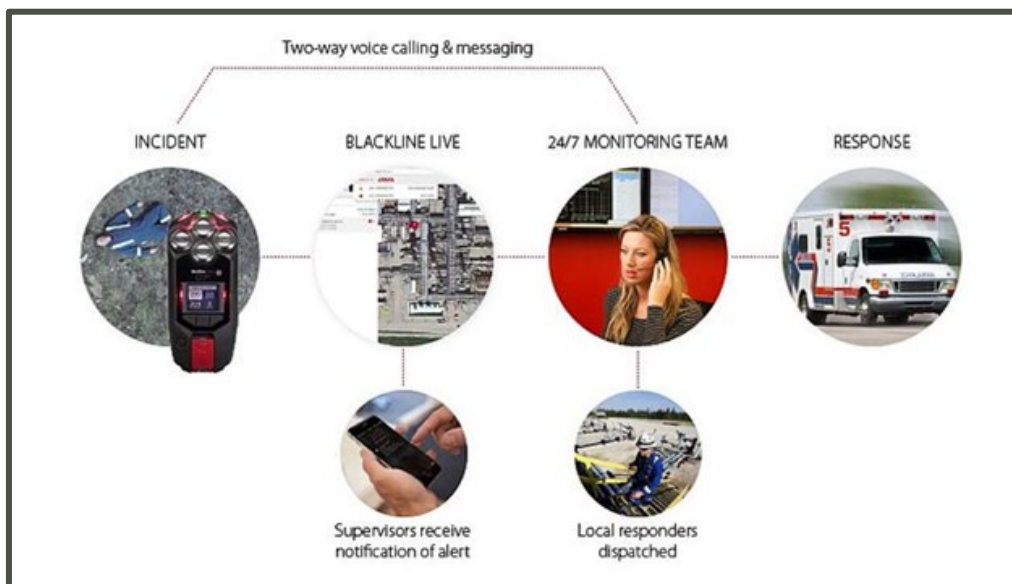 Two-way voice calling & messaging
INCIDENT
BLACKLINE LIVE
24/7 MONITORING TEAM
RESPONSE
5
Supervisors receive
notification of alert
Local responders
dispatched